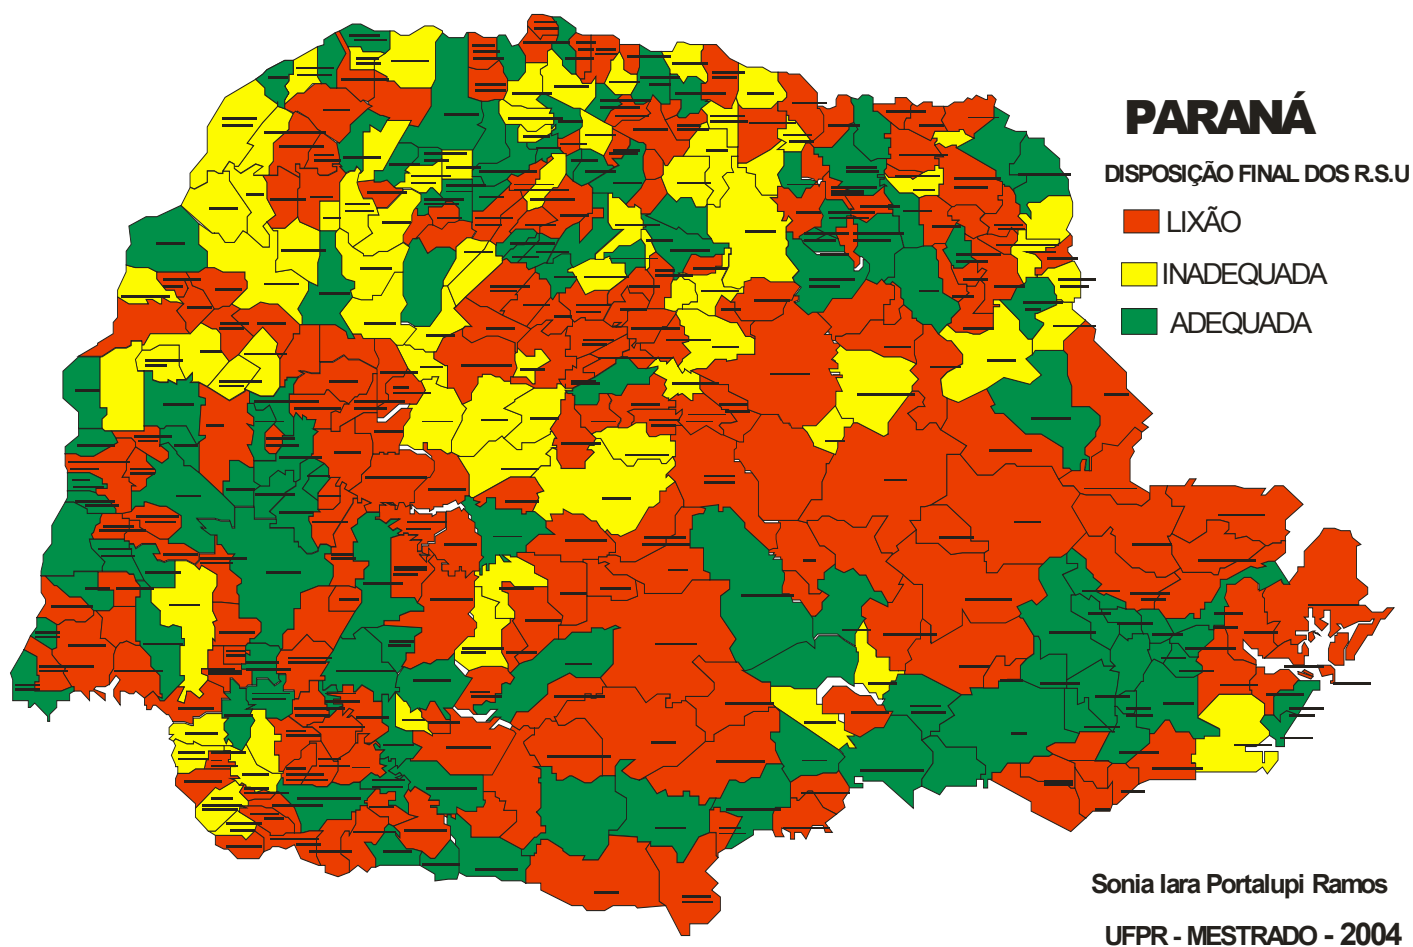 PARANÁ
DISPOSIÇÃO FINAL DOS R.S.U
LIXÃO
INADEQUADA
ADEQUADA
Sonia Iara Portalupi Ramos
UFPR - MESTRADO - 2004